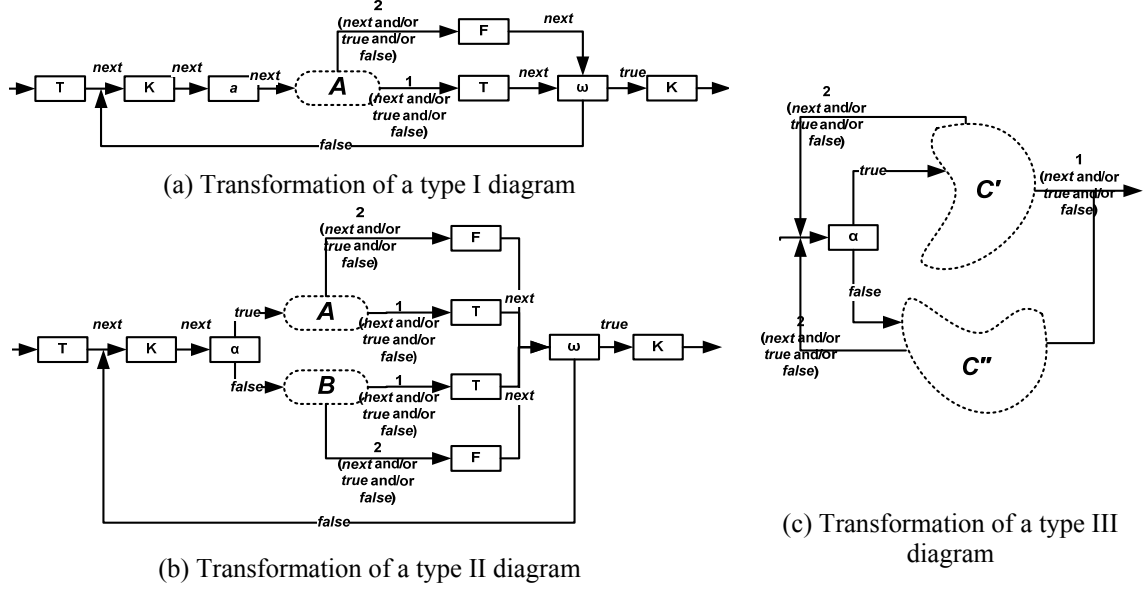 2
(next and/or
true and/or
false)
F
next
T
next
K
next
a
next
A
1
(next and/or
true and/or
false)
T
next
ω
true
K
false
(a) Transformation of a type I diagram
2
(next and/or
true and/or
false)
F
next
A
1
(next and/or
true and/or
false)
T
true
T
next
K
next
α
ω
true
K
false
B
1
(next and/or
true and/or
false)
T
next
2
(next and/or
true and/or
false)
F
false
(b) Transformation of a type II diagram
2
(next and/or
true and/or
false)
true
C'
1
(next and/or
true and/or
false)
α
false
2
(next and/or
true and/or
false)
C''
(c) Transformation of a type III
diagram